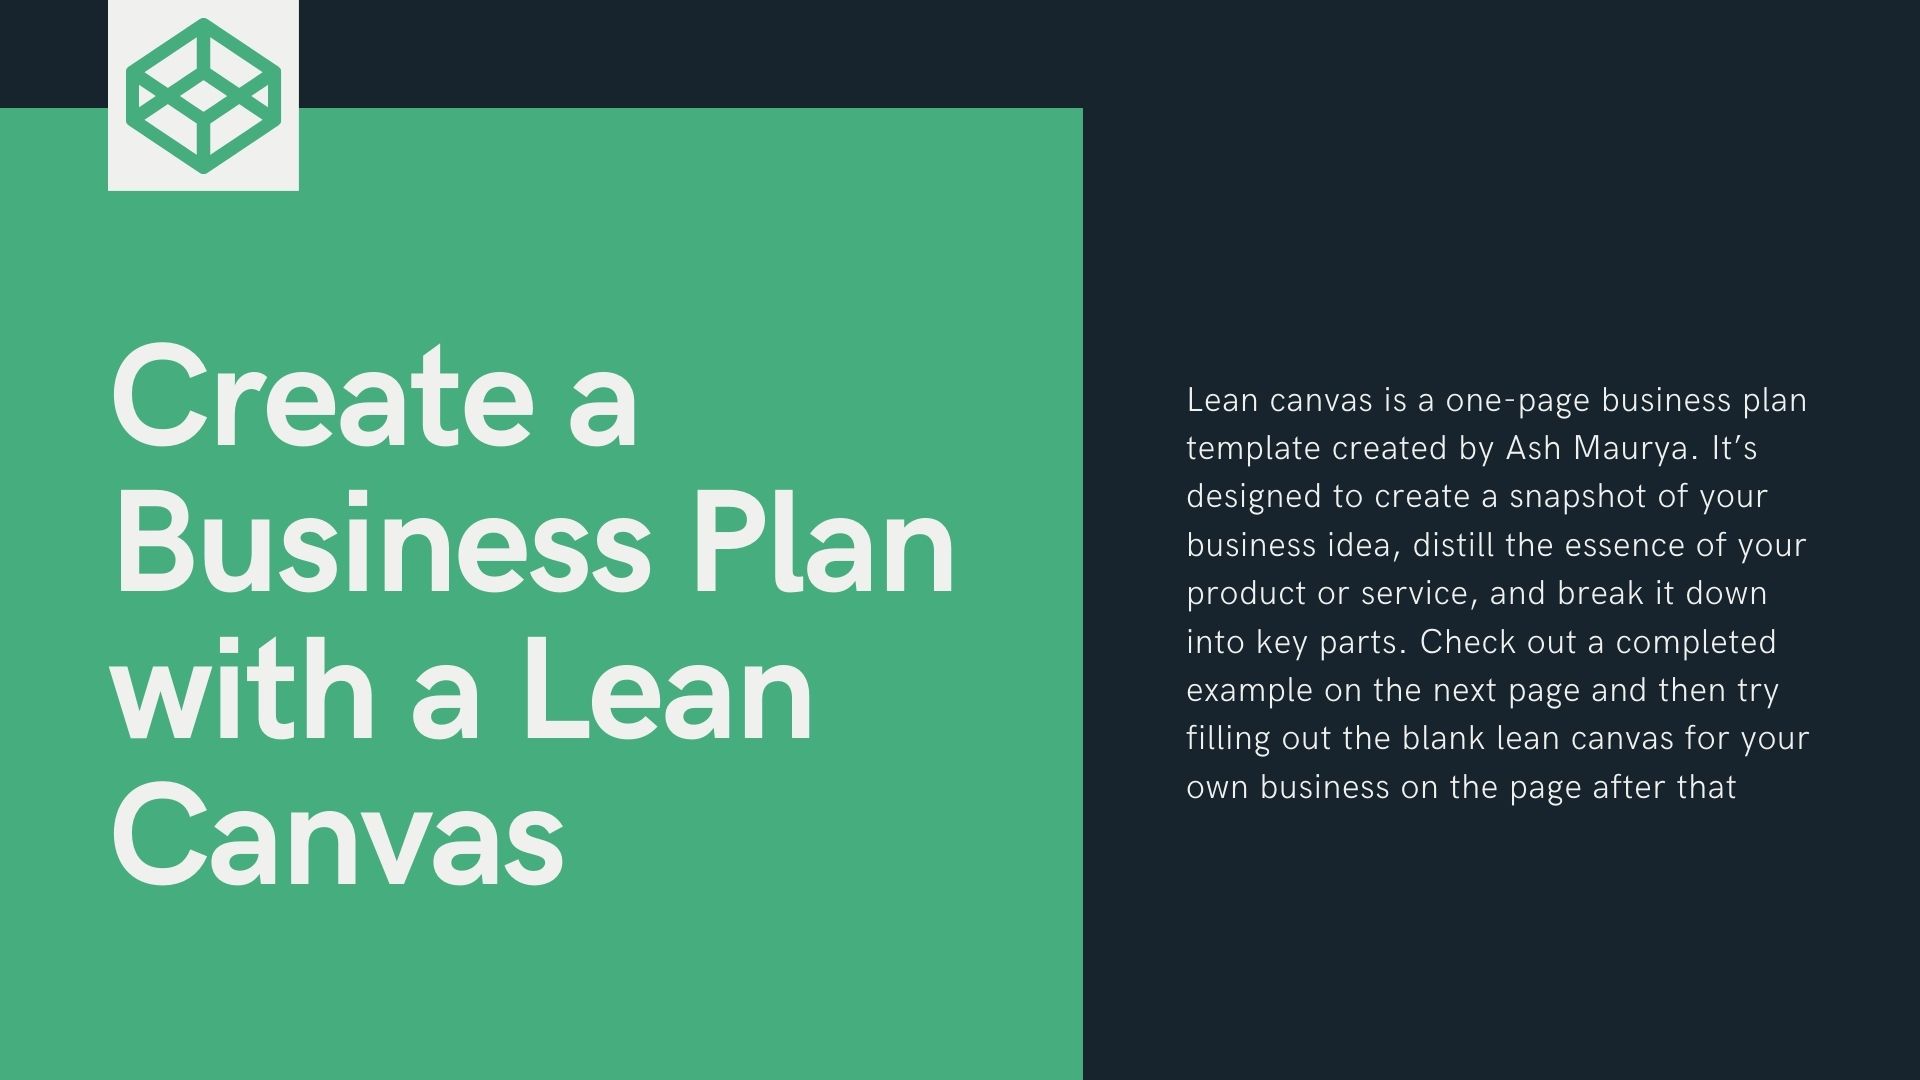 Create a
Business Plan
with a Lean
Canvas
Lean canvas is a one-page business plan
template created by Ash Maurya. It’s
designed to create a snapshot of your
business idea, distill the essence of your
product or service, and break it down
into key parts. Check out a completed
example on the next page and then try
filling out the blank lean canvas for your
own business on the page after that